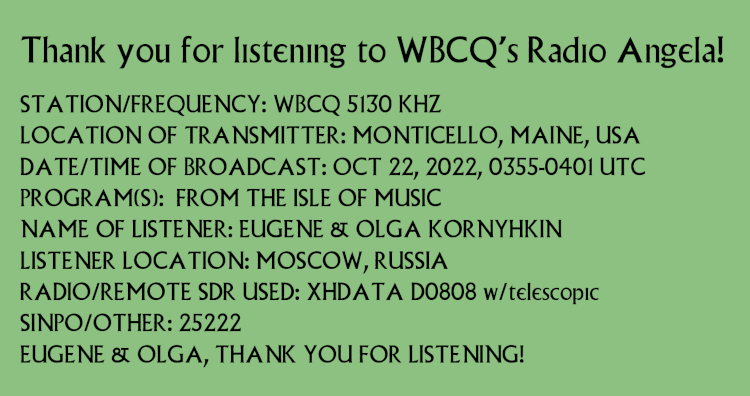 Thank you for listening to WBCQ's Radio Angela!
STATION/FREQUENCY: WBCQ 5130 KHZ
LOCATION OF TRANSMITTER: MONTICELLO, MAINE, USA
DATE/TIME OF BROADCAST: OCT 22, 2022, 0355-0401 UTC
PROGRAM(S): FROM THE ISLE OF MUSIC
NAME OF LISTENER: EUGENE & OLGA KORNYHKIN
LISTENER LOCATION: MOSCOW, RUSSIA
RADIO/REMOTE SDR USED: XHDATA D0808 w/telescopic
SINPO/OTHER: 25222
EUGENE & OLGA, THANK YOU FOR LISTENING!